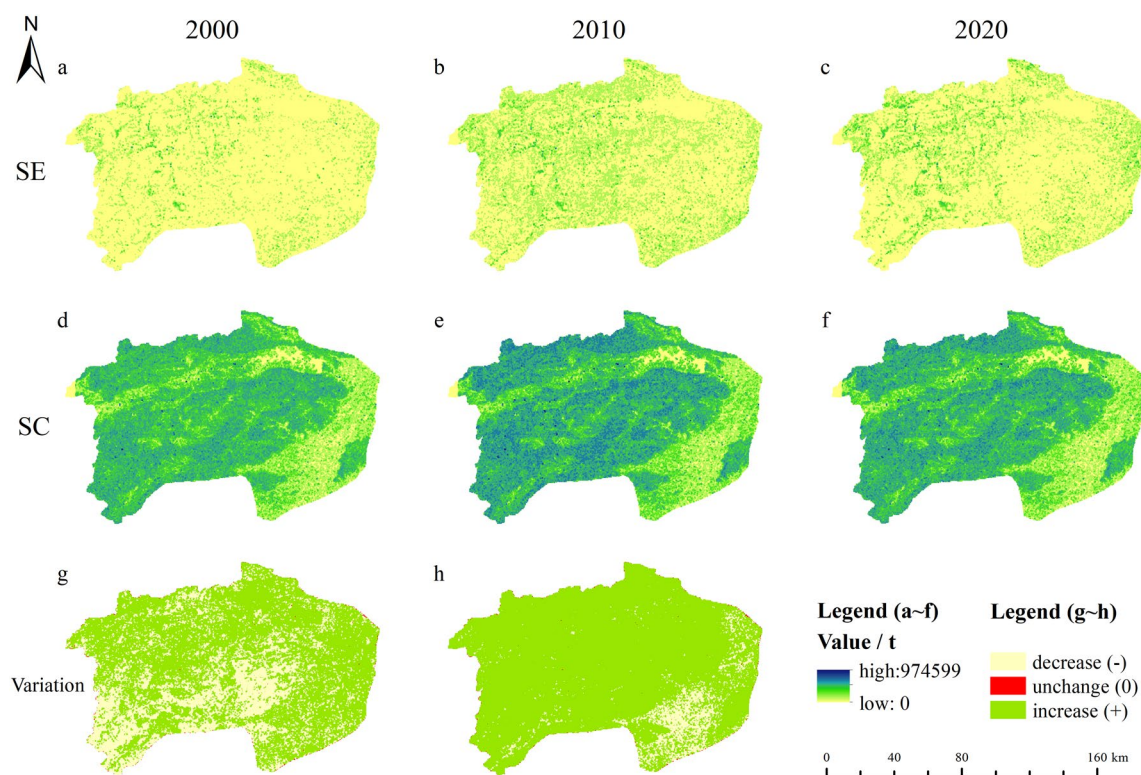 N
2000
2010
2020
a
b
c
SE
d
e
f
SC
g
h
Variation
Legend (a~f)
Value / t
high:974599
low: 0
Legend (g~h)
decrease (-)
unchange (0)
increase (+)
0 40 80 160 km